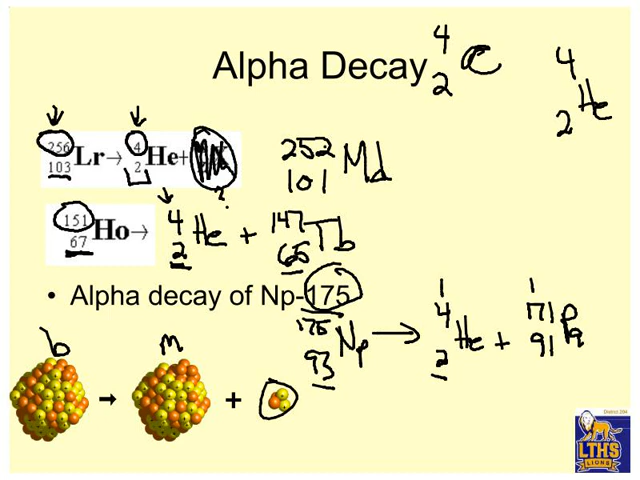 Alpha Decay 4 2 α 4 2 He
256 103 Lr → 4 2 He + 252 101 Md
?
151 67 Ho → 4 2 He + 147 65 Tb
• Alpha decay of Np-175
175 93 Np → 4 2 He + 171 91 Pa
b m
→ +
District 204
LTHS
LIONS